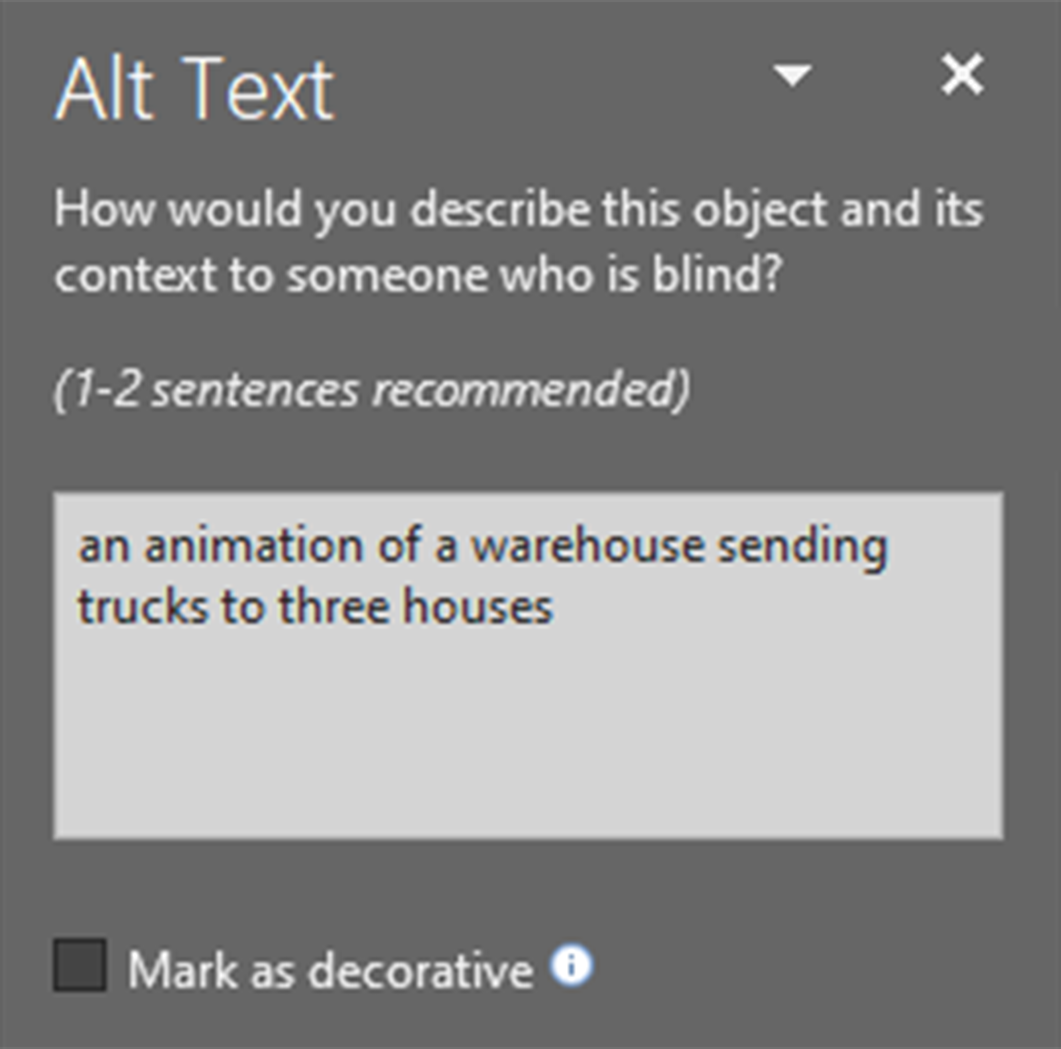 Alt Text
How would you describe this object and its
context to someone who is blind?
(1-2 sentences recommended)
an animation of a warehouse sending
trucks to three houses
Mark as decorative